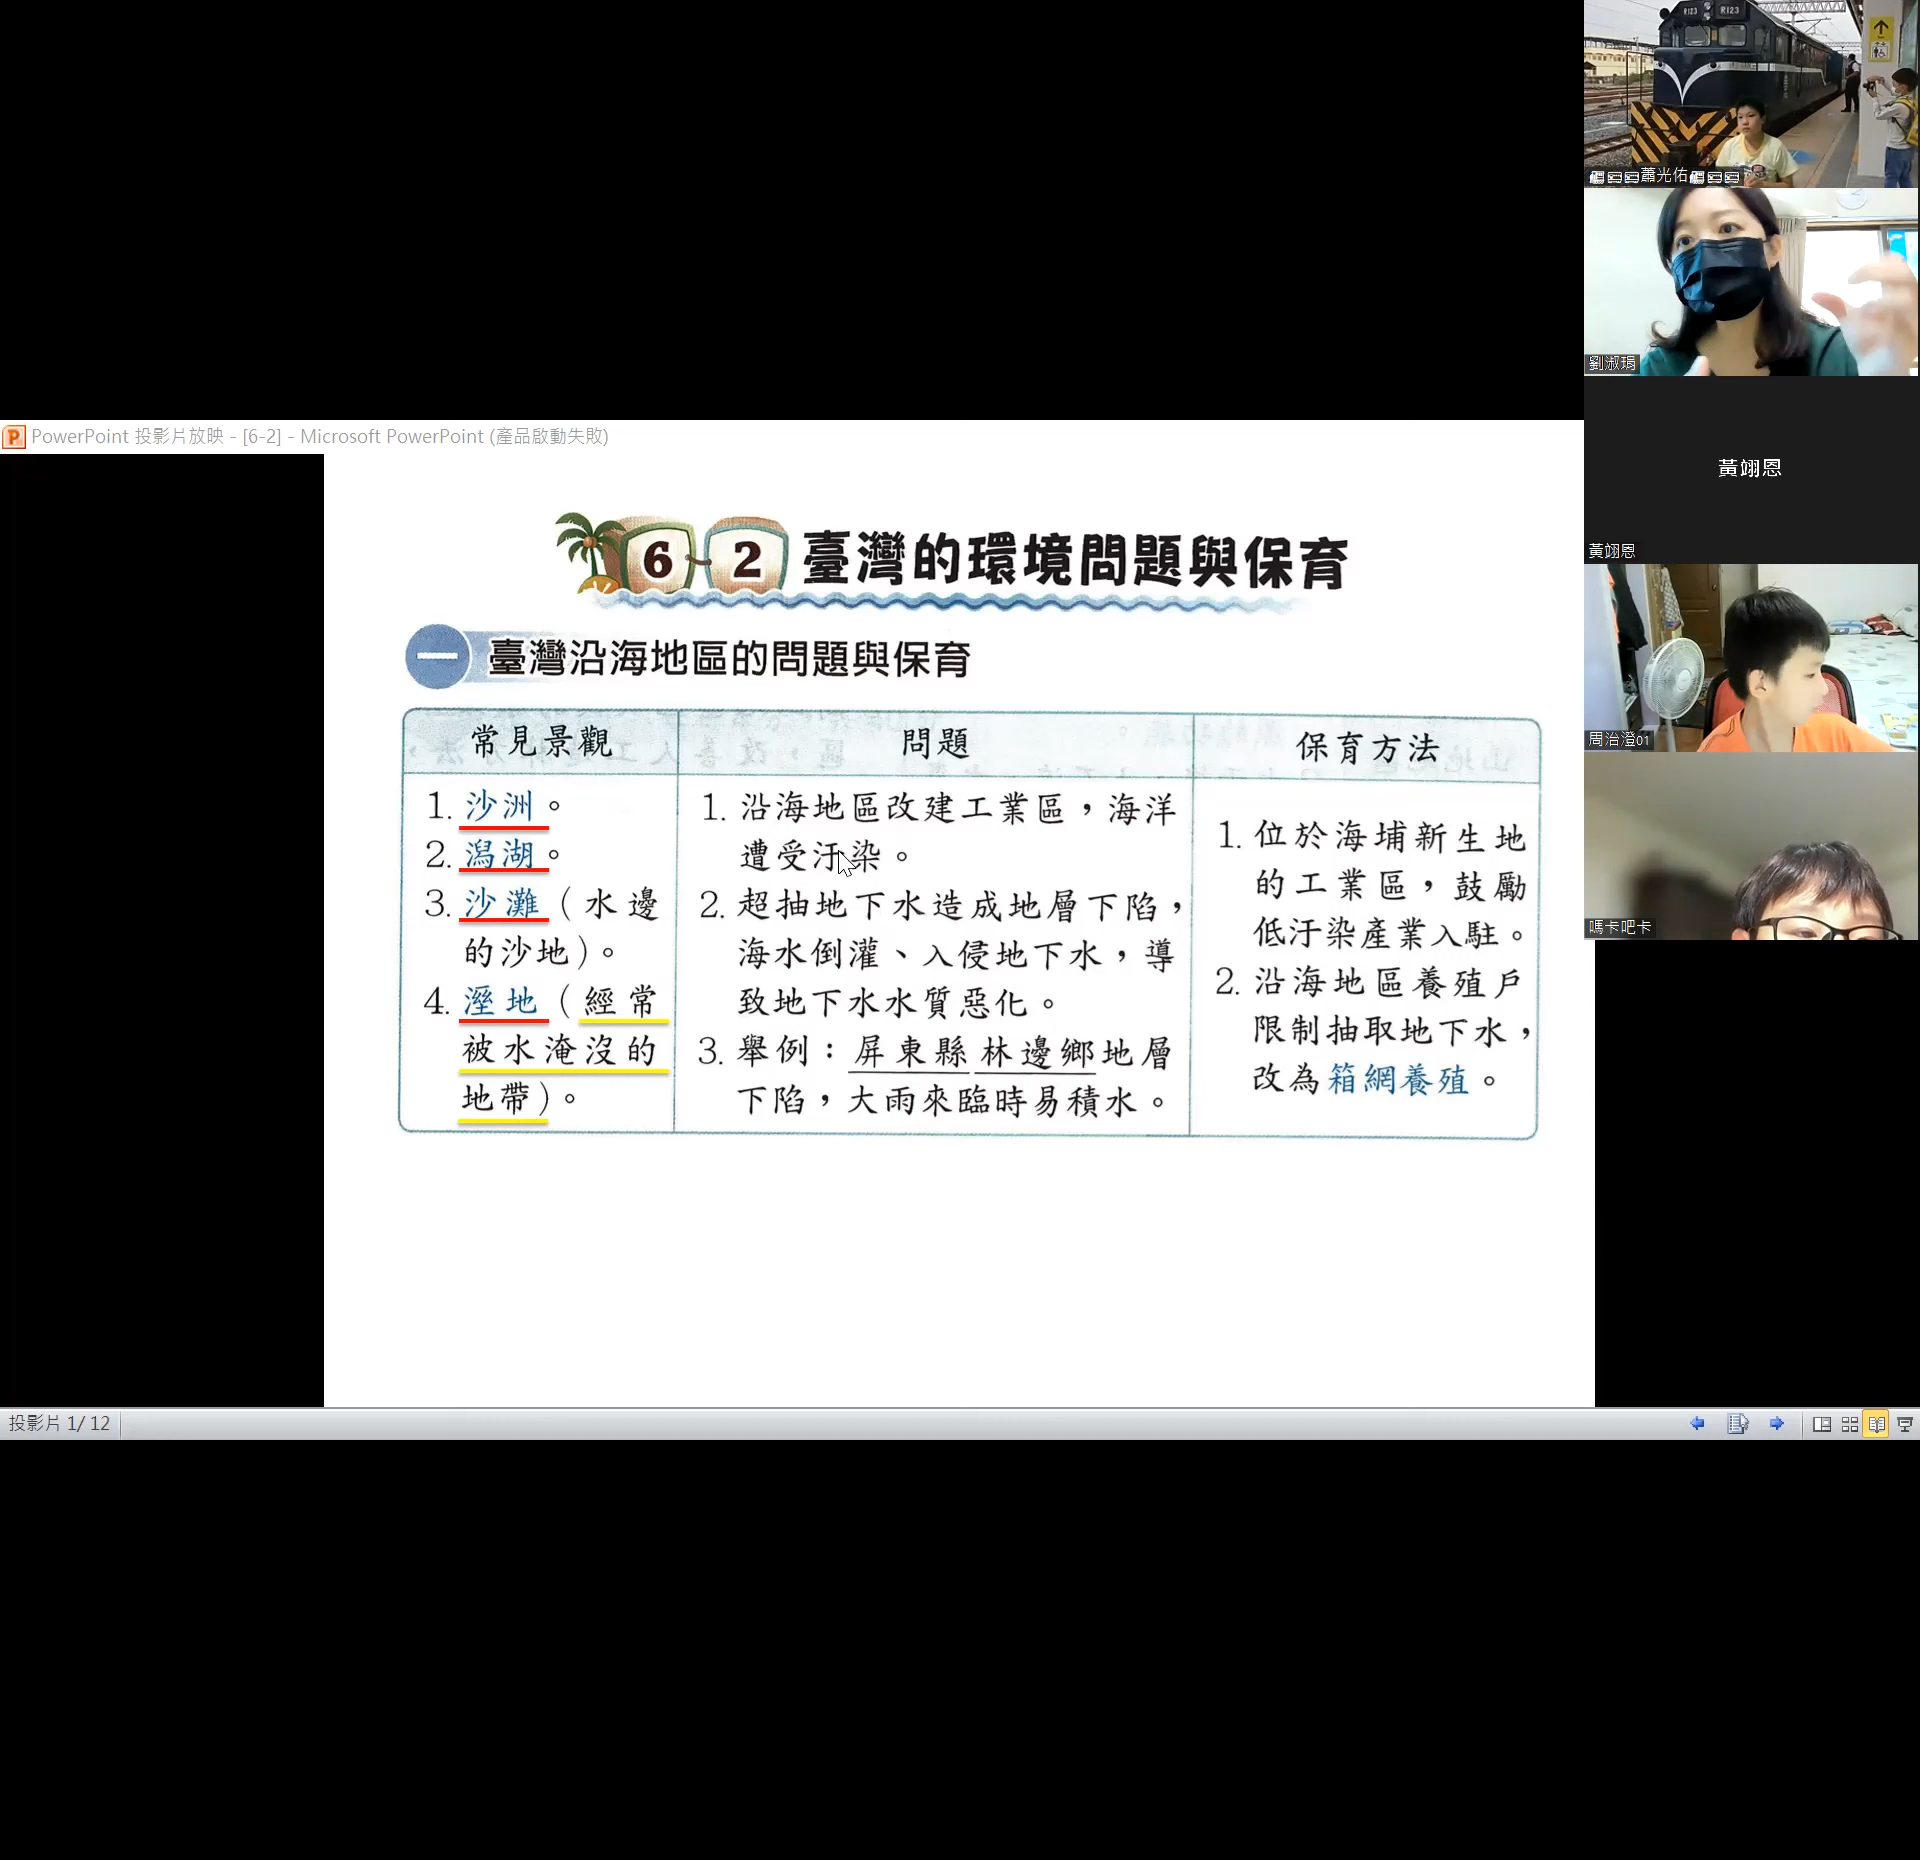 R123 R123
蕭光佑
劉淑瑀
黃翊恩
黃翊恩
周治澄01
嗎卡吧卡
PowerPoint 投影片放映 - [6-2] - Microsoft PowerPoint (產品啟動失敗)
6-2 臺灣的環境問題與保育
一 臺灣沿海地區的問題與保育
常見景觀
1. 沙洲。
2. 潟湖。
3. 沙灘(水邊
的沙地)。
4. 溼地(經常
被水淹沒的
地帶)。
問題
1. 沿海地區改建工業區，海洋
遭受汙染。
2. 超抽地下水造成地層下陷，
海水倒灌、入侵地下水，導
致地下水水質惡化。
3. 舉例：屏東縣林邊鄉地層
下陷，大雨來臨時易積水。
保育方法
1. 位於海埔新生地
的工業區，鼓勵
低汙染產業入駐。
2. 沿海地區養殖戶
限制抽取地下水，
改為箱網養殖。
投影片 1/ 12